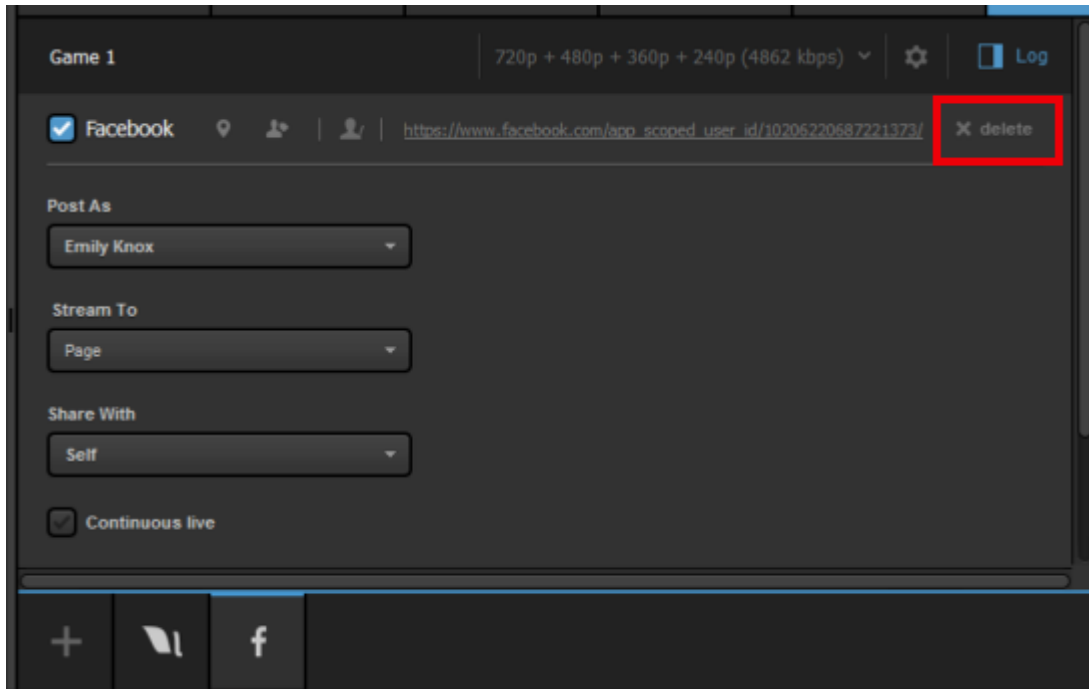 Game 1 720p + 480p + 360p + 240p (4862 kbps) Log
Facebook https://www.facebook.com/app_scoped_user_id/10206220687221373/ X delete
Post As
Emily Knox
Stream To
Page
Share With
Self
Continuous live